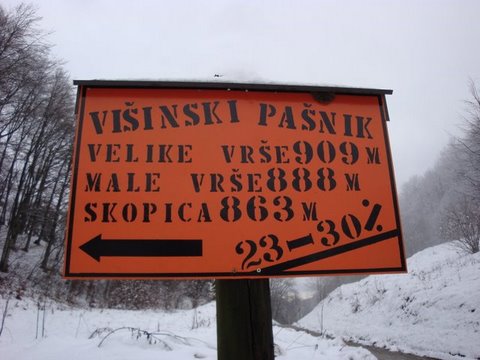 VIŠINSKI PAŠNIK
VELIKE VRŠE 909 M
MALE VRŠE 888 M
SKOPICA 863 M
23-30%